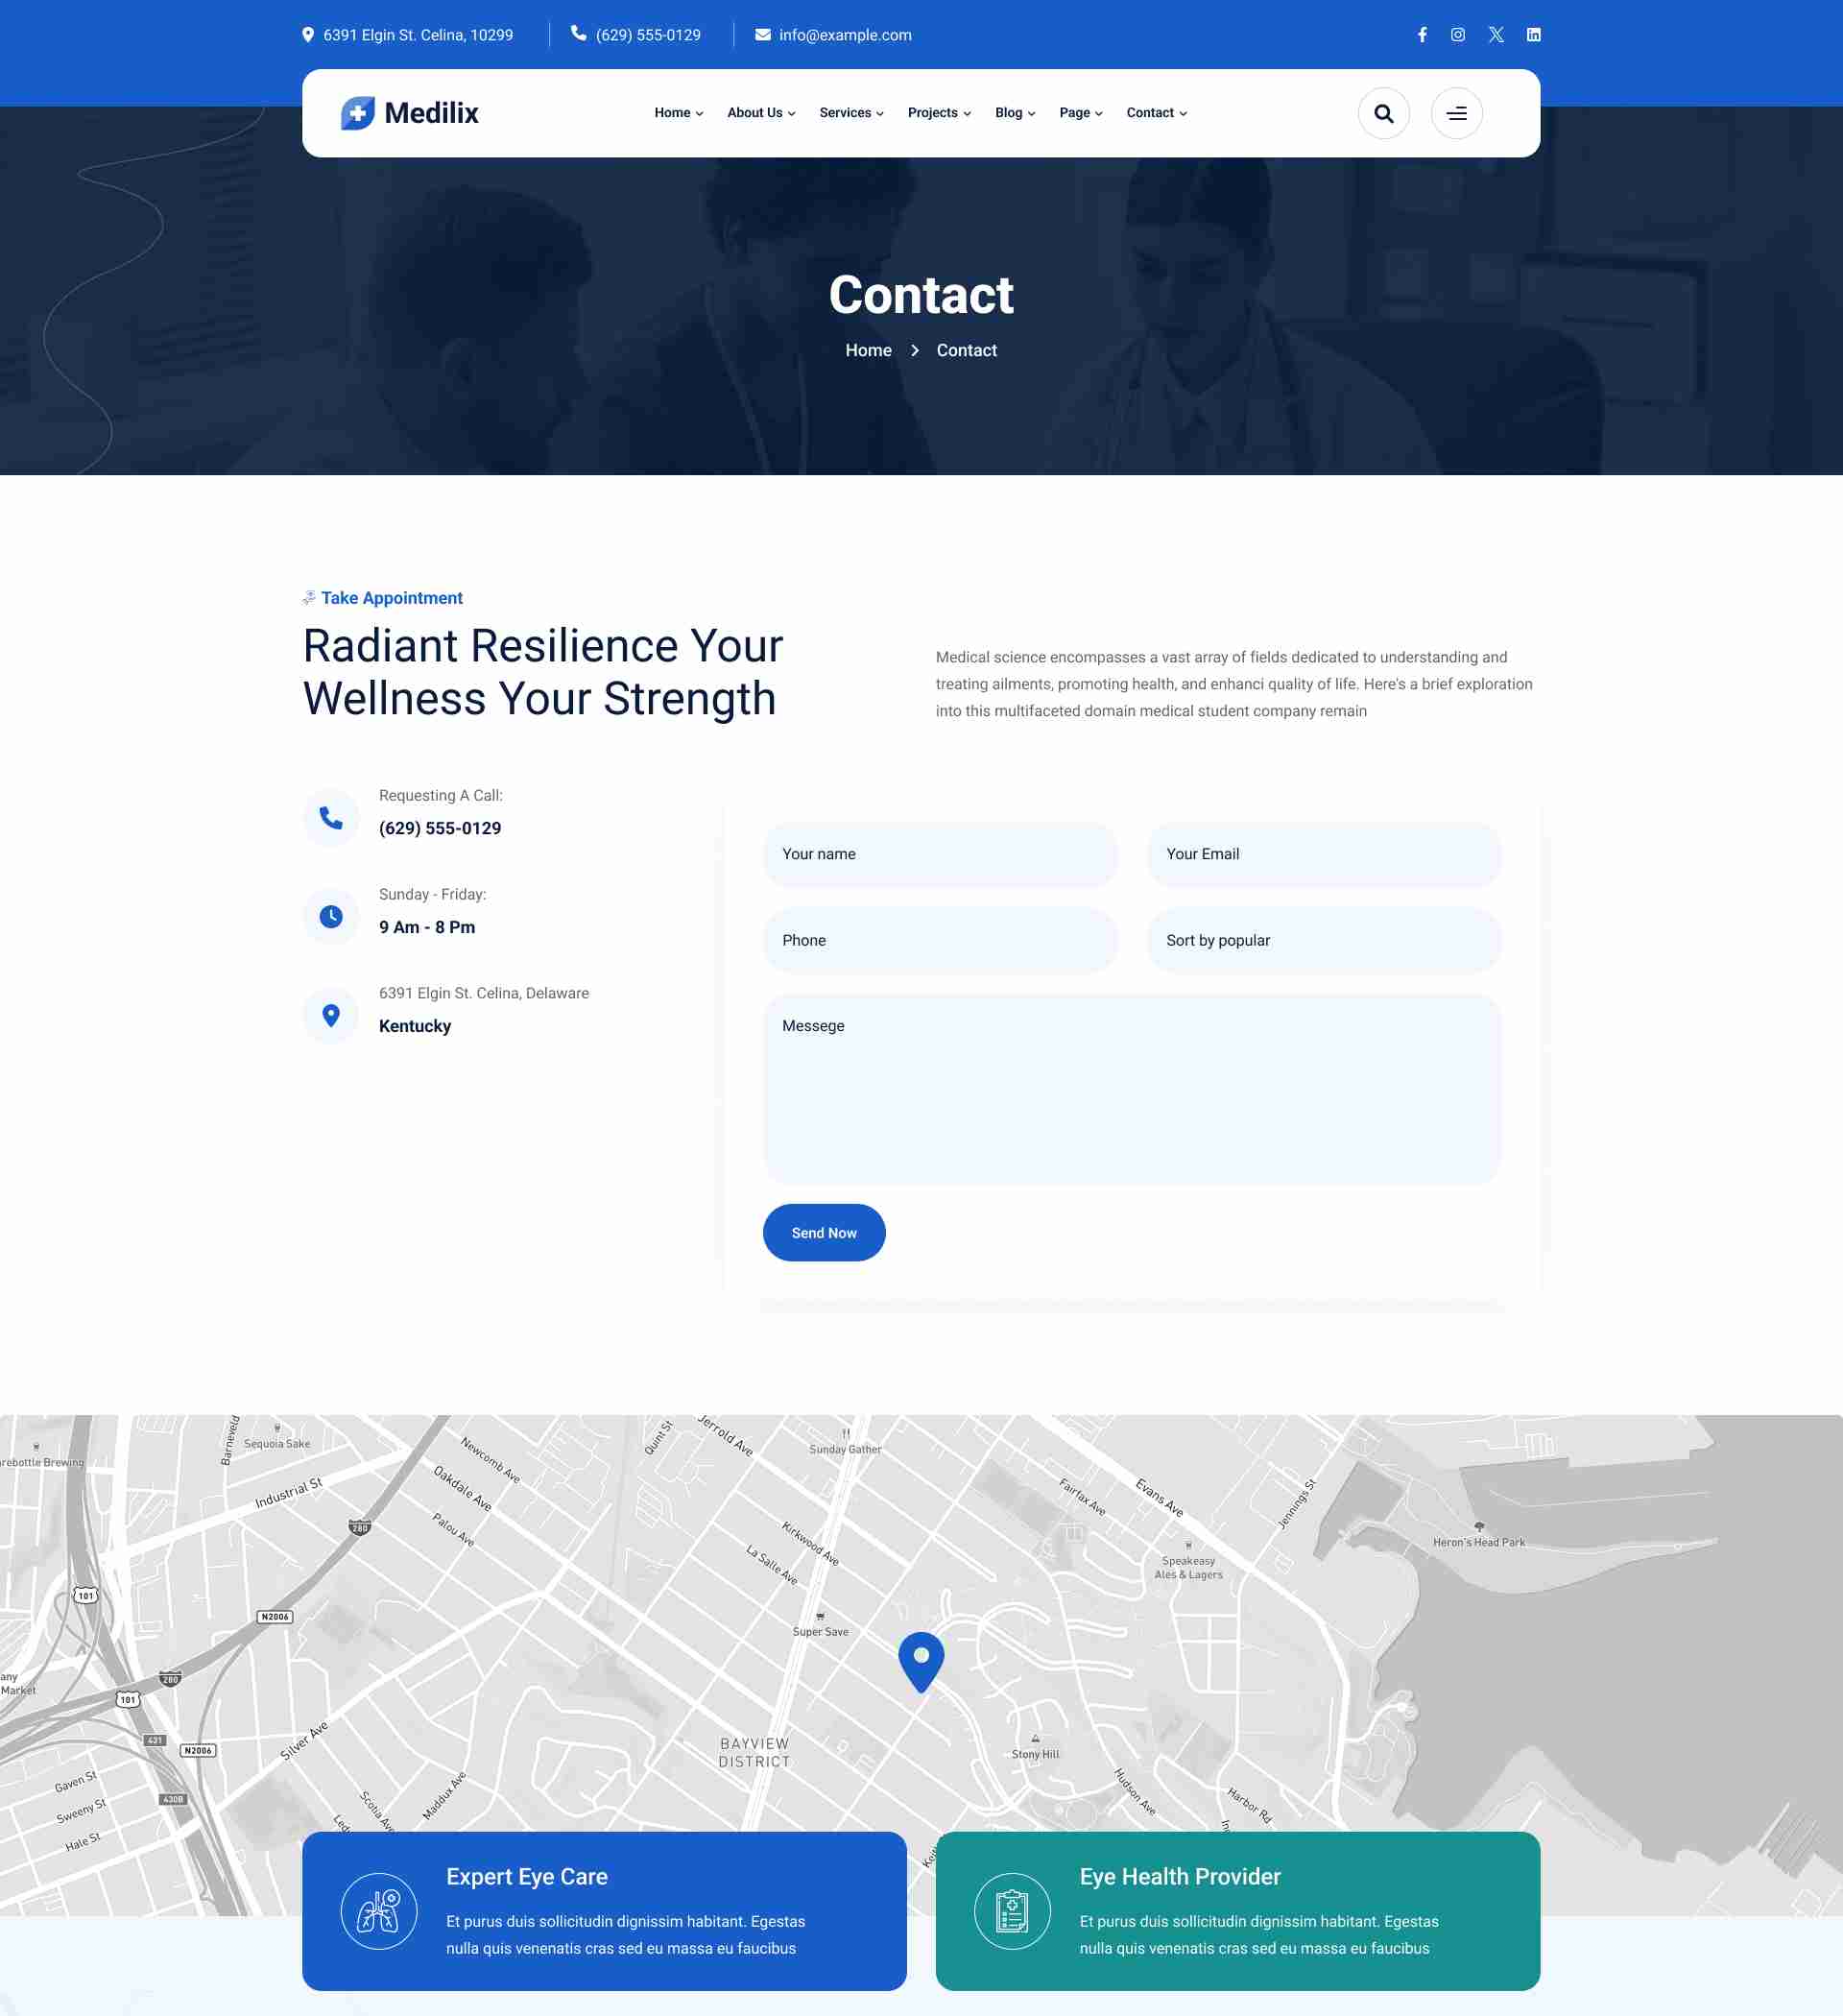 6391 Elgin St. Celina, 10299
(629) 555-0129
info@example.com
Medilix
Home
About Us
Services
Projects
Blog
Page
Contact
Contact
Home
Contact
Take Appointment
Radiant Resilience Your
Wellness Your Strength
Medical science encompasses a vast array of fields dedicated to understanding and
treating ailments, promoting health, and enhanci quality of life. Here's a brief exploration
into this multifaceted domain medical student company remain
Requesting A Call:
(629) 555-0129
Sunday - Friday:
9 Am - 8 Pm
6391 Elgin St. Celina, Delaware
Kentucky
Your name
Your Email
Phone
Sort by popular
Messege
Send Now
rebottle Brewing
Sequoia Sake
Barneveld
Industrial St
Newcomb Ave
Oakdale Ave
Palou Ave
Quint St
Jerrold Ave
Sunday Gather
Kirkwood Ave
La Salle Ave
Fairfax Ave
Evans Ave
Jennings St
Speakeasy
Ales & Lagers
Heron's Head Park
280
101
N2006
Super Save
any
Market
280
101
431
N2006
Silver Ave
BAYVIEW
DISTRICT
Stony Hill
Gaven St
Sweeny St
Hale St
430B
Scotia Ave
Maddux Ave
Hudson Ave
Harbor Rd
Expert Eye Care
Et purus duis sollicitudin dignissim habitant. Egestas
nulla quis venenatis cras sed eu massa eu faucibus
Eye Health Provider
Et purus duis sollicitudin dignissim habitant. Egestas
nulla quis venenatis cras sed eu massa eu faucibus